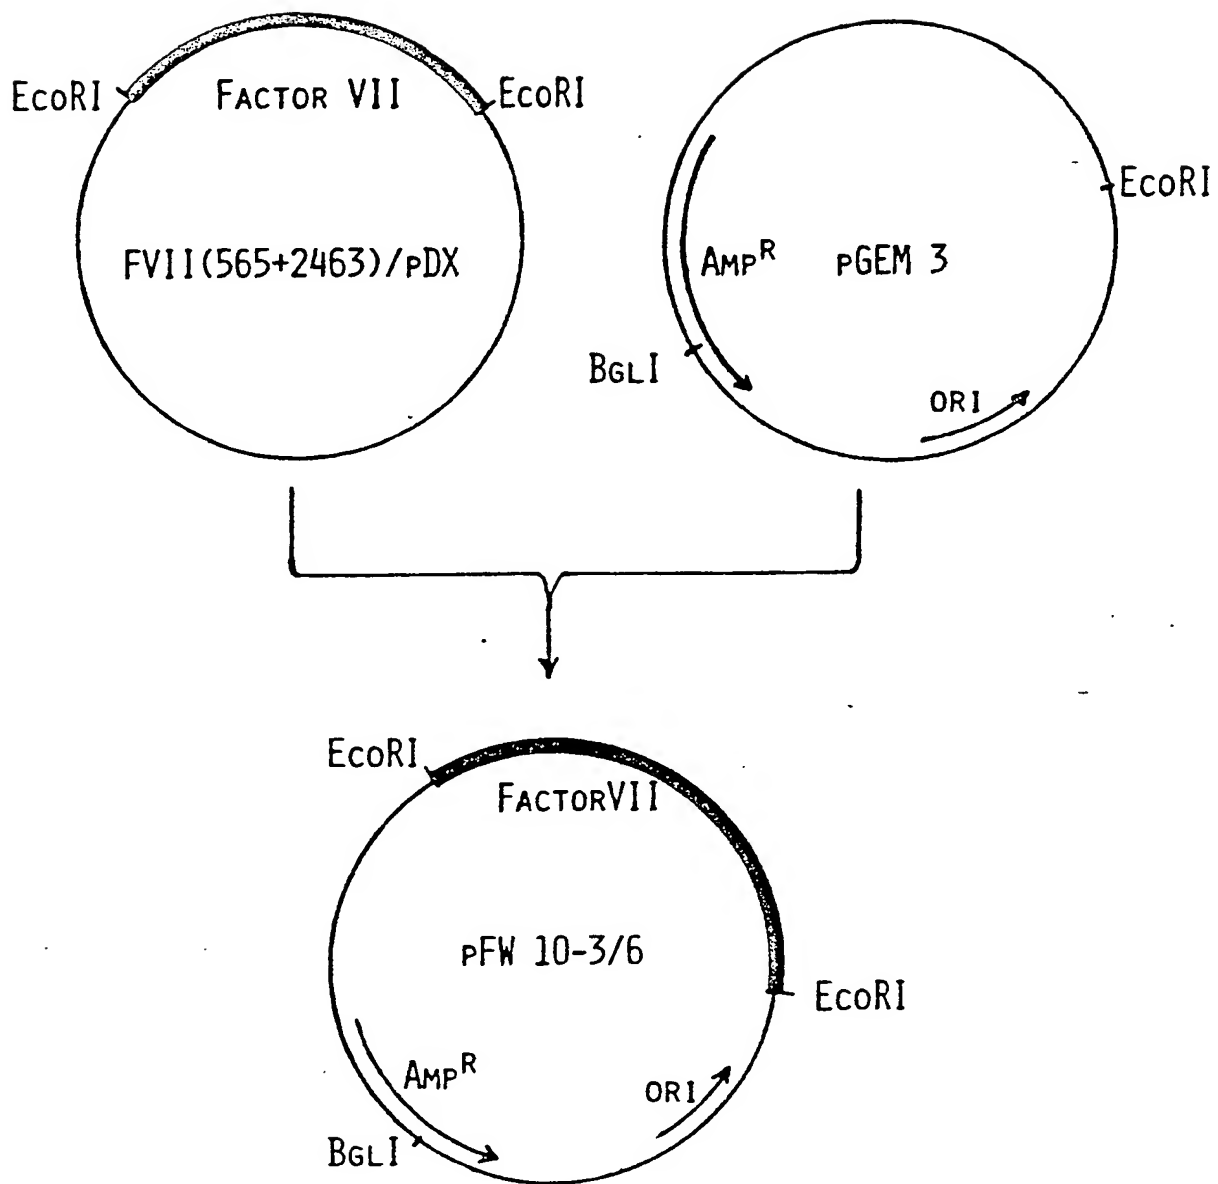 EcoRI
Factor VII
EcoRI
FVII(565+2463)/pDX
EcoRI
AmpR
pGEM 3
BglI
ori
EcoRI
FactorVII
pFW 10-3/6
EcoRI
AmpR
ori
BglI